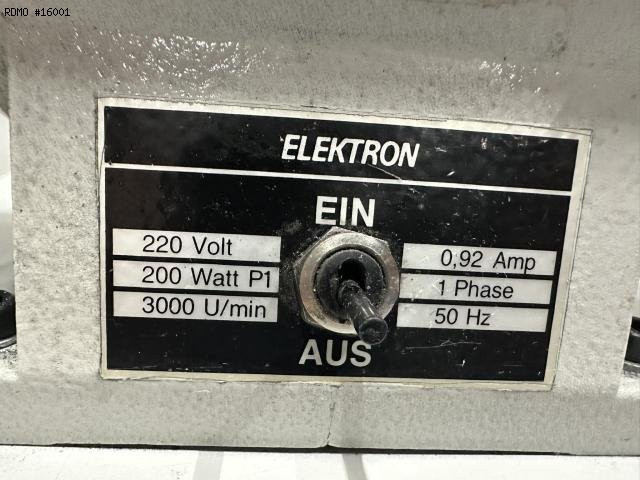 RDMO #16001
ELEKTRON
EIN
220 Volt
200 Watt P1
3000 U/min
0,92 Amp
1 Phase
50 Hz
AUS